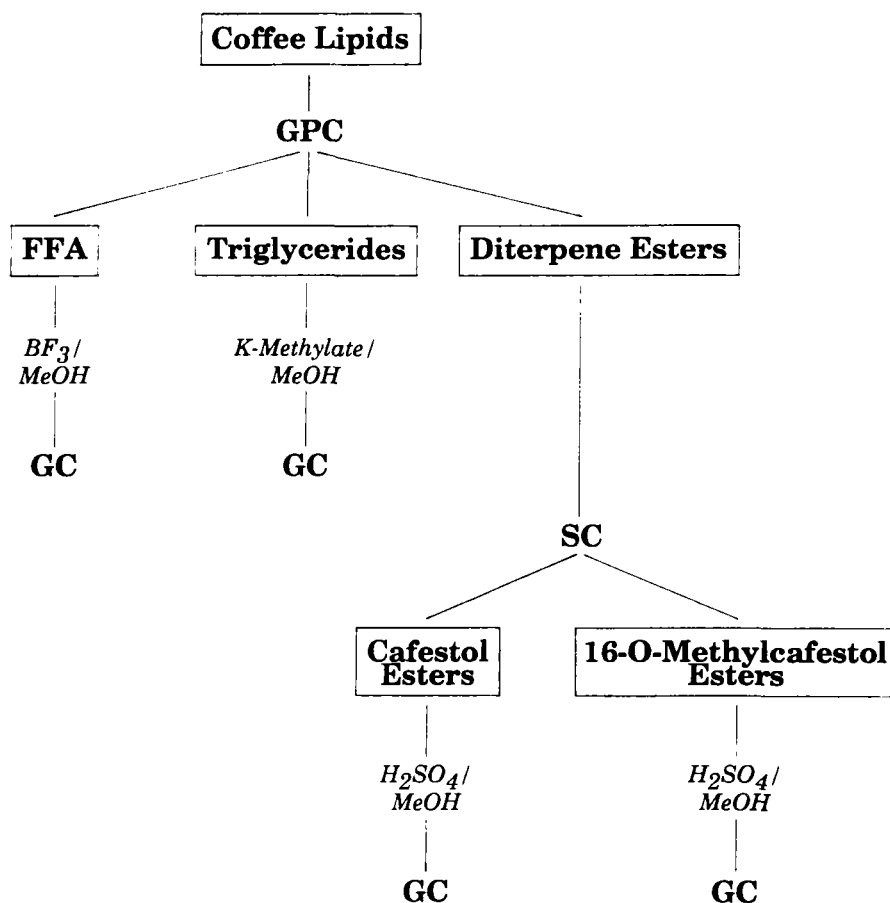 Coffee Lipids
GPC
FFA
Triglycerides
Diterpene Esters
BF3/
MeOH
K-Methylate/
MeOH
GC
GC
SC
Cafestol
Esters
16-O-Methylcafestol
Esters
H2SO4/
MeOH
H2SO4/
MeOH
GC
GC